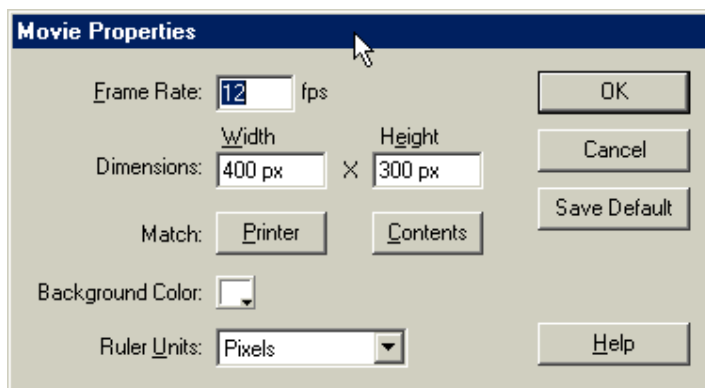 Movie Properties
Frame Rate: 12 fps
OK
Width Height
Dimensions: 400 px X 300 px
Cancel
Save Default
Match: Printer Contents
Background Color:
Ruler Units: Pixels
Help